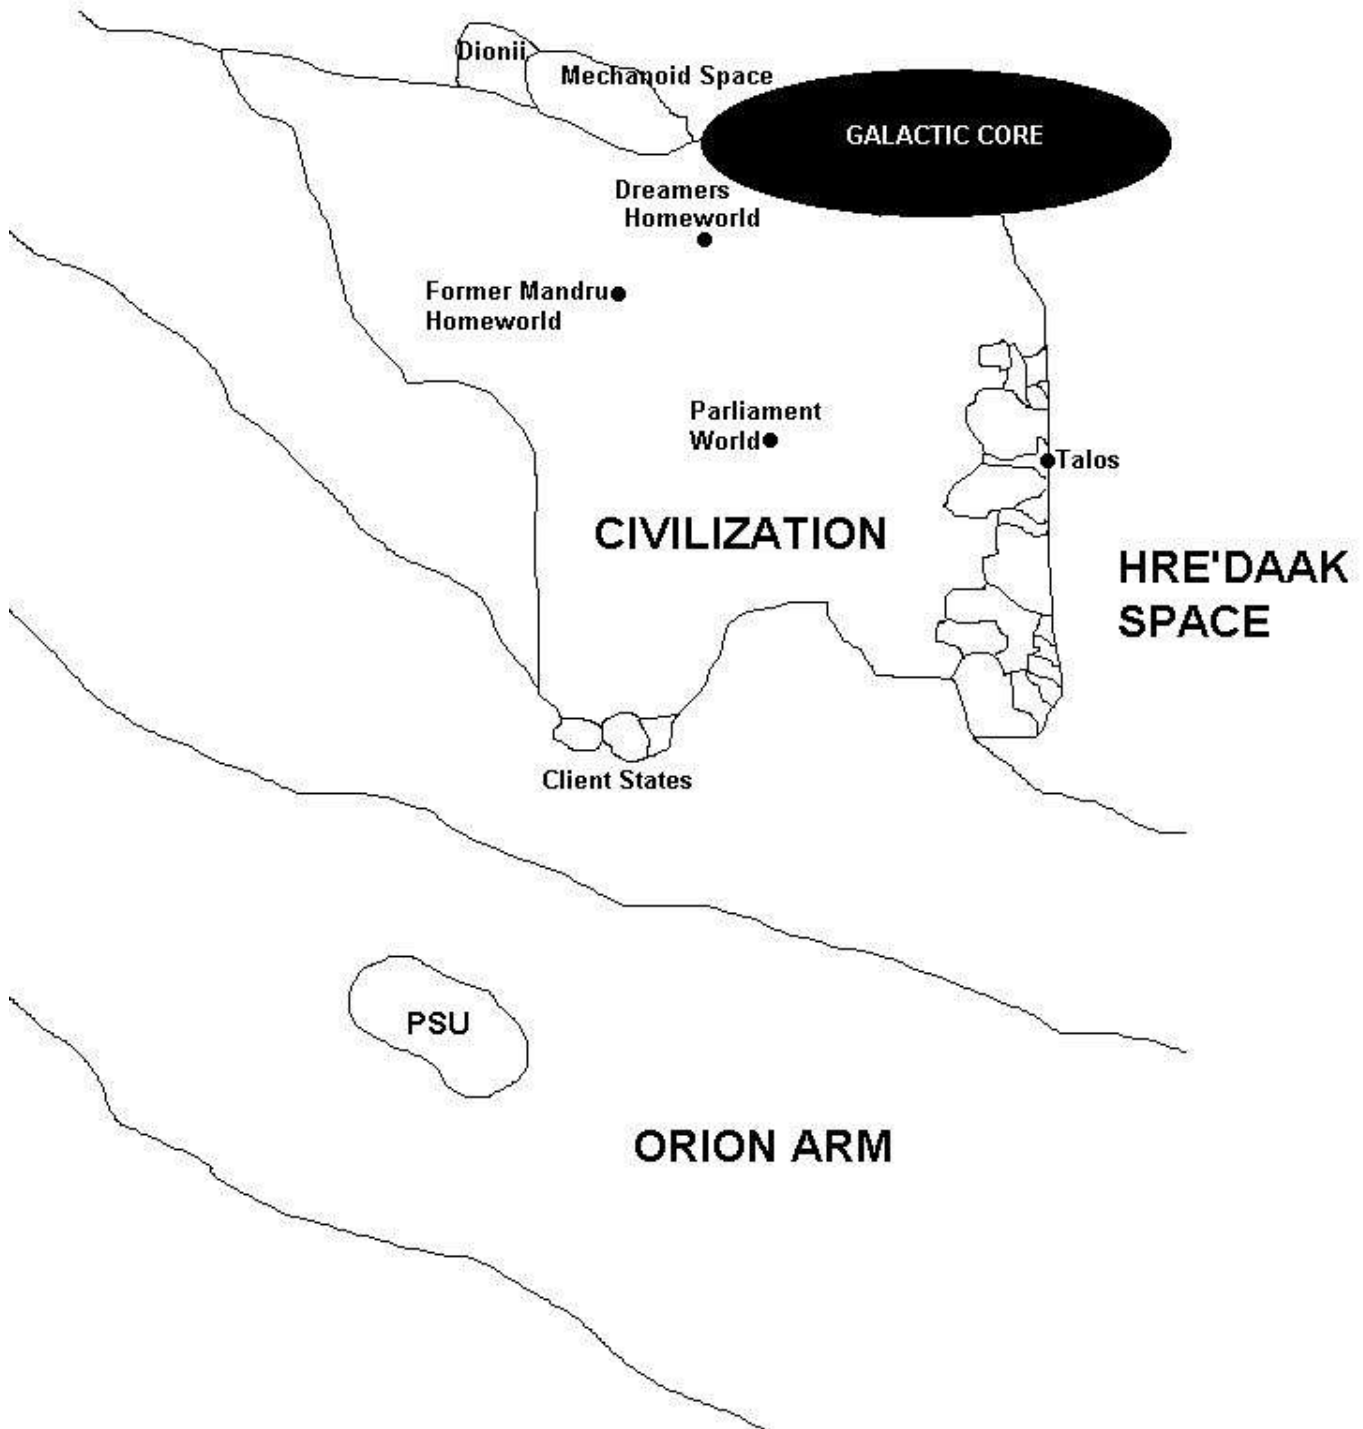 Dionii
Mechanoid Space
GALACTIC CORE
Dreamers
Homeworld
Former Mandru
Homeworld
Parliament
World
Talos
CIVILIZATION
HRE'DAAK
SPACE
Client States
PSU
ORION ARM